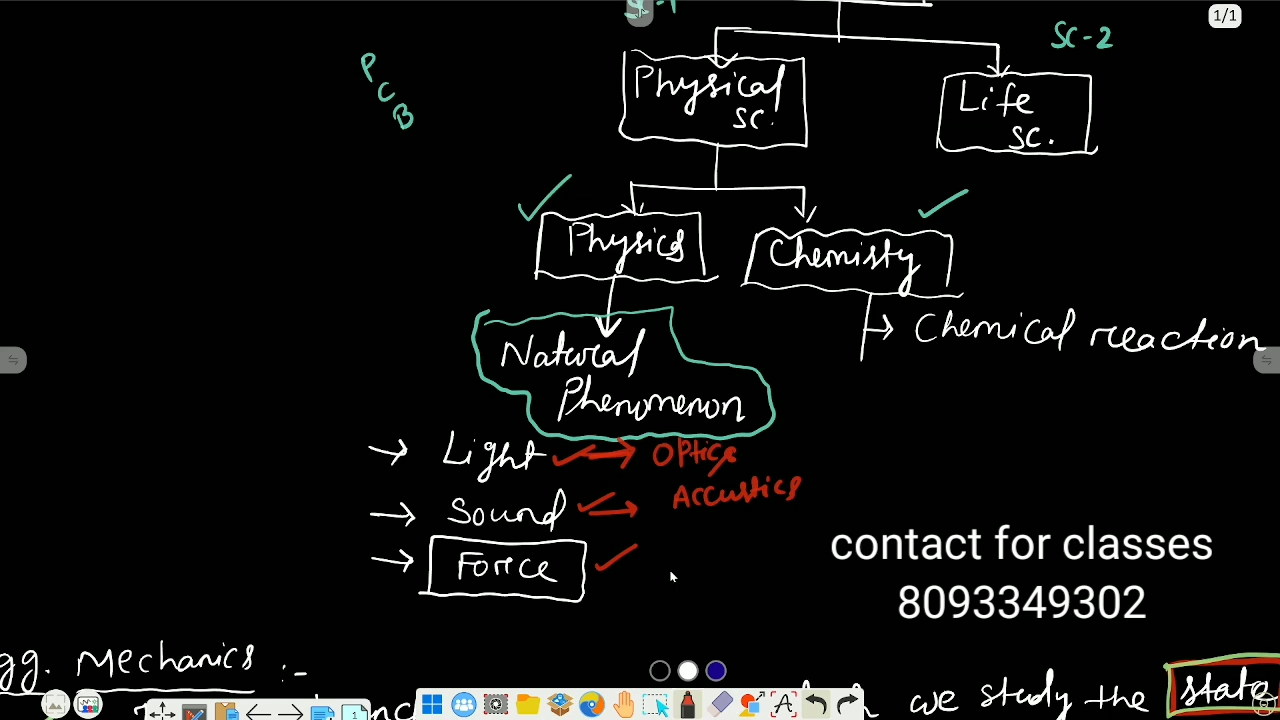 1/1
SC-2
P
C
B
Physical
sc.
Life
sc.
Physics
Chemisty
Natural
Phenomenon
Chemical reaction
→ Light → Optics
→ Sound → Accustics
→ Force
contact for classes
8093349302
gg. Mechanics :-
we study the state